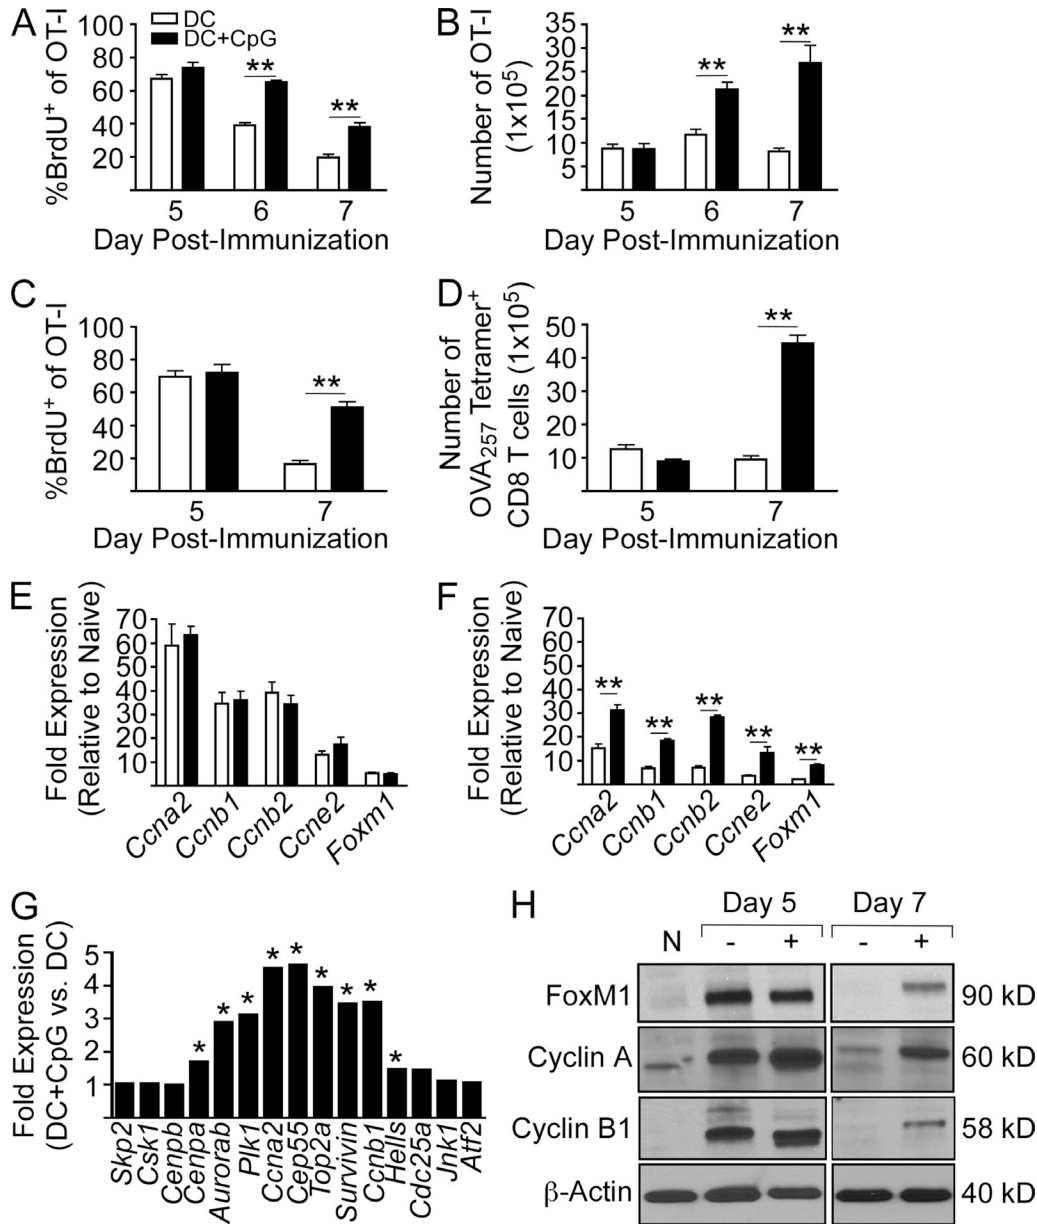 A
DC
DC+CpG
%BrdU⁺ of OT-I
100
80
60
40
20
**
**
5 6 7
Day Post-Immunization
B
Number of OT-I
(1x10⁵)
35
30
25
20
15
10
5
**
**
5 6 7
Day Post-Immunization
C
%BrdU⁺ of OT-I
100
80
60
40
20
**
5 7
Day Post-Immunization
D
Number of
OVA₂₅₇ Tetramer⁺
CD8 T cells (1x10⁵)
50
40
30
20
10
**
5 7
Day Post-Immunization
E
Fold Expression
(Relative to Naive)
70
60
50
40
30
20
10
Ccna2
Ccnb1
Ccnb2
Ccne2
Foxm1
F
Fold Expression
(Relative to Naive)
70
60
50
40
30
20
10
** ** ** ** **
Ccna2
Ccnb1
Ccnb2
Ccne2
Foxm1
G
Fold Expression
(DC+CpG vs. DC)
5
4
3
2
1
* * * * * * * * *
Skp2
Csk1
Cenpb
Cenpa
Aurorab
Plk1
Ccna2
Cep55
Top2a
Survivin
Ccnb1
Hells
Cdc25a
Jnk1
Atf2
H
Day 5 Day 7
N - + - +
FoxM1 90 kD
Cyclin A 60 kD
Cyclin B1 58 kD
β-Actin 40 kD